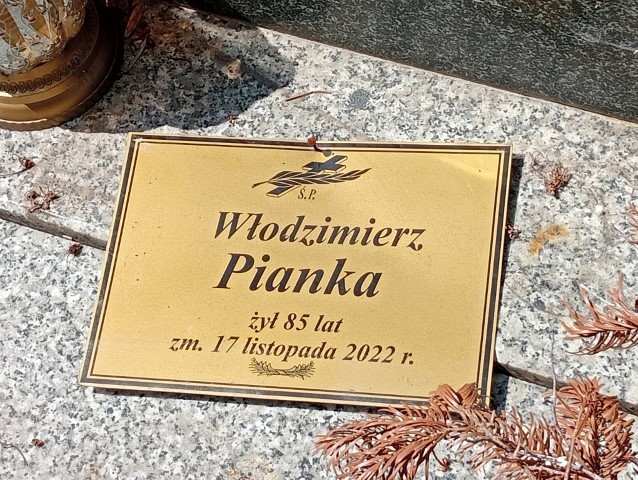 Ś.P.
Włodzimierz
Pianka
żył 85 lat
zm. 17 listopada 2022 r.